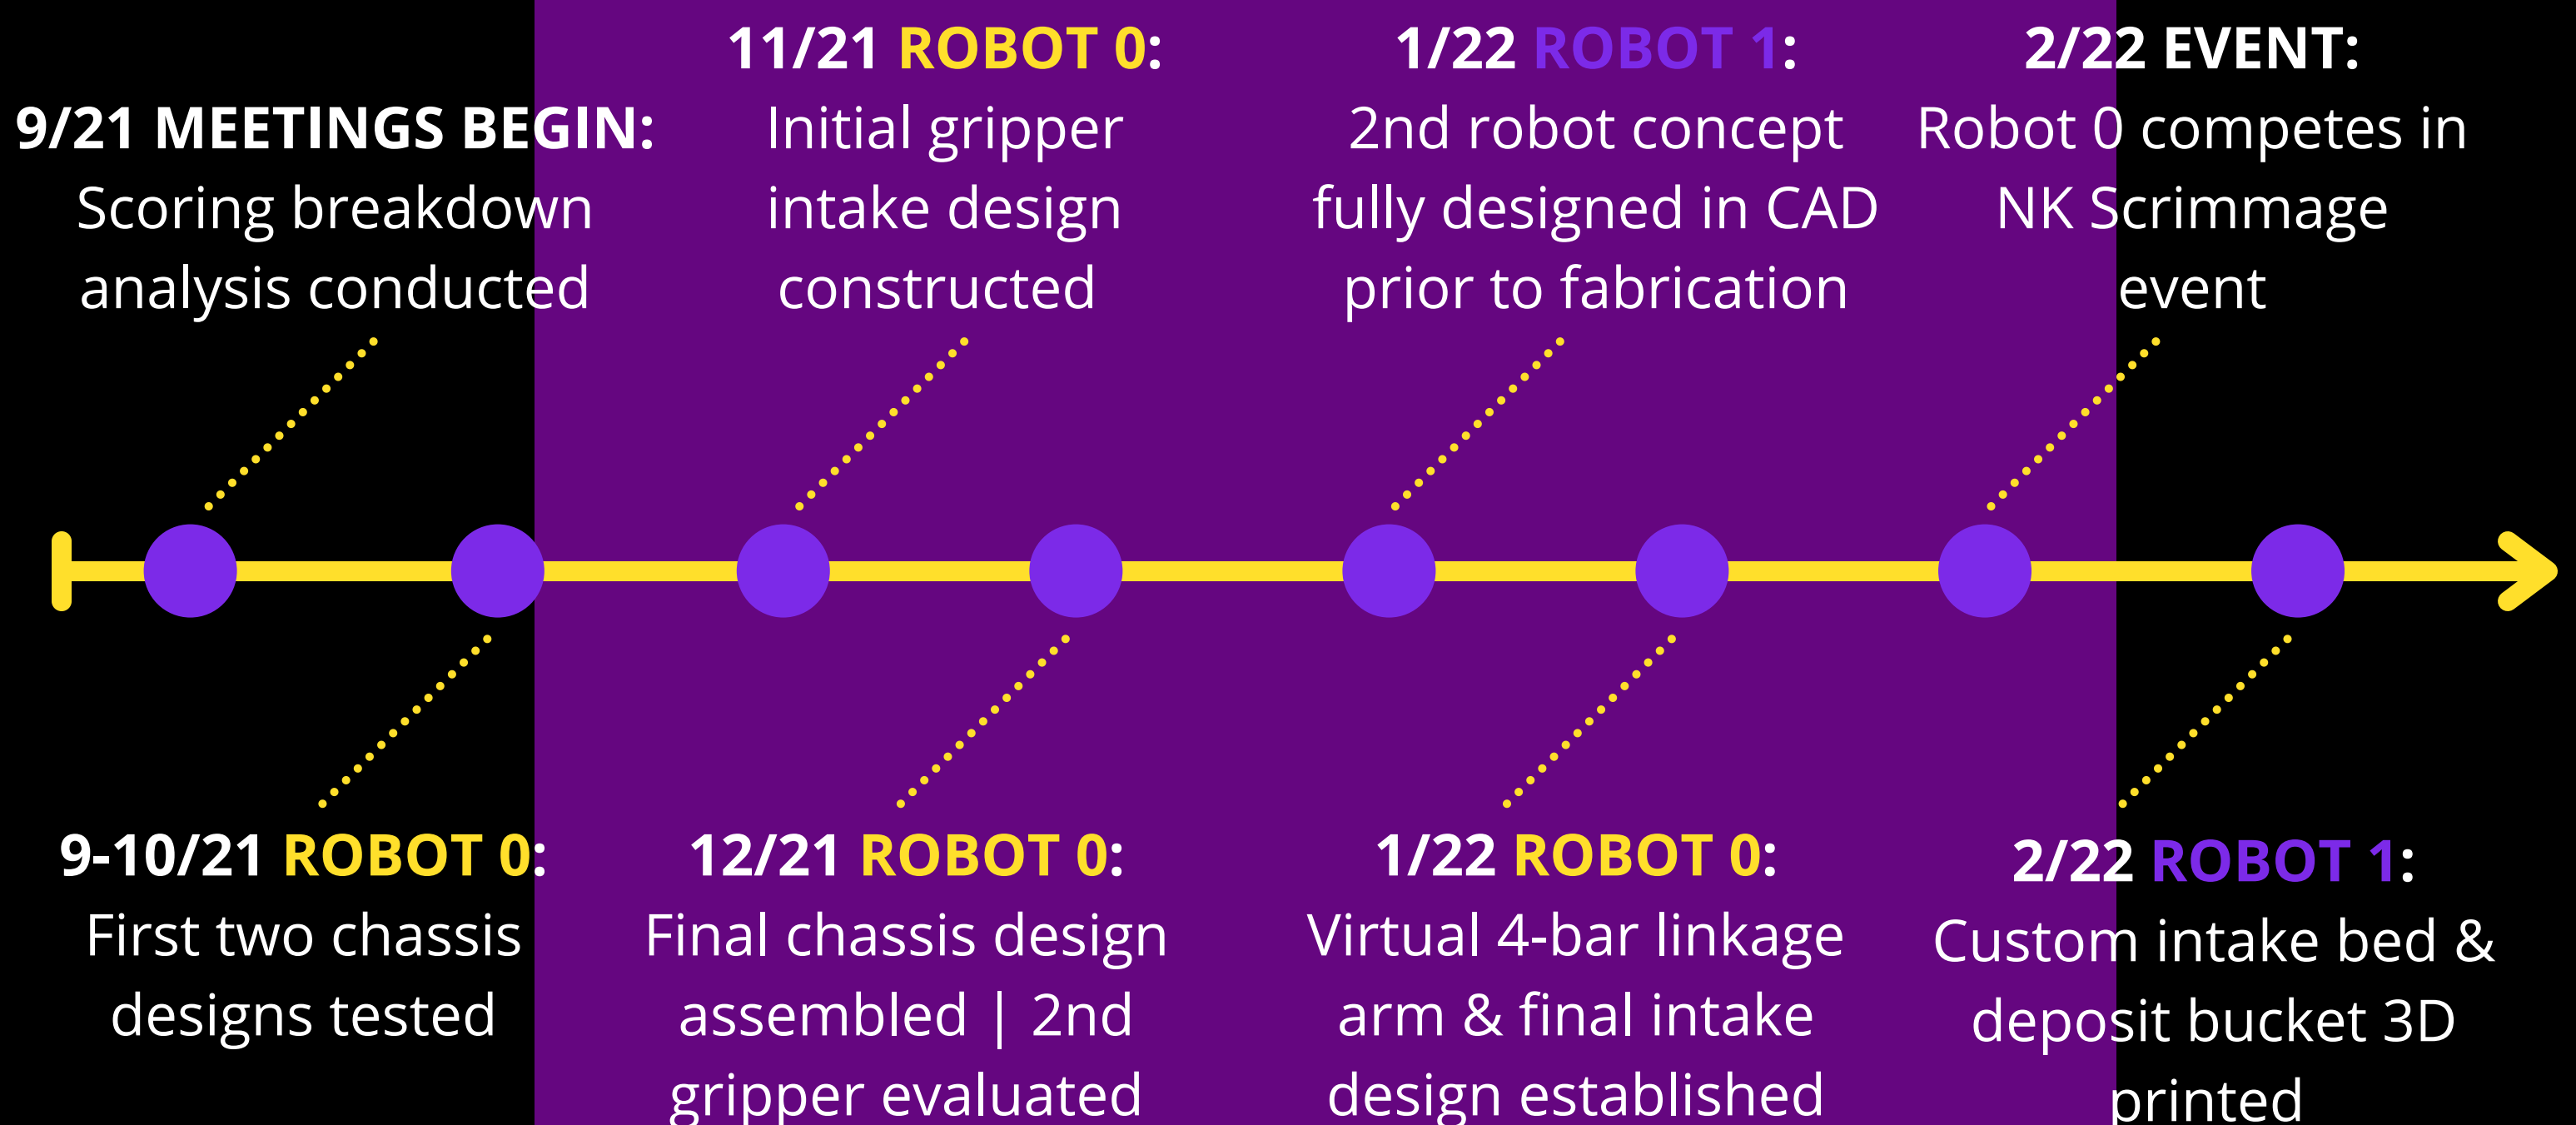 9/21 MEETINGS BEGIN:
Scoring breakdown
analysis conducted
11/21 ROBOT 0:
Initial gripper
intake design
constructed
1/22 ROBOT 1:
2nd robot concept
fully designed in CAD
prior to fabrication
2/22 EVENT:
Robot 0 competes in
NK Scrimmage
event
9-10/21 ROBOT 0:
First two chassis
designs tested
12/21 ROBOT 0:
Final chassis design
assembled | 2nd
gripper evaluated
1/22 ROBOT 0:
Virtual 4-bar linkage
arm & final intake
design established
2/22 ROBOT 1:
Custom intake bed &
deposit bucket 3D
printed